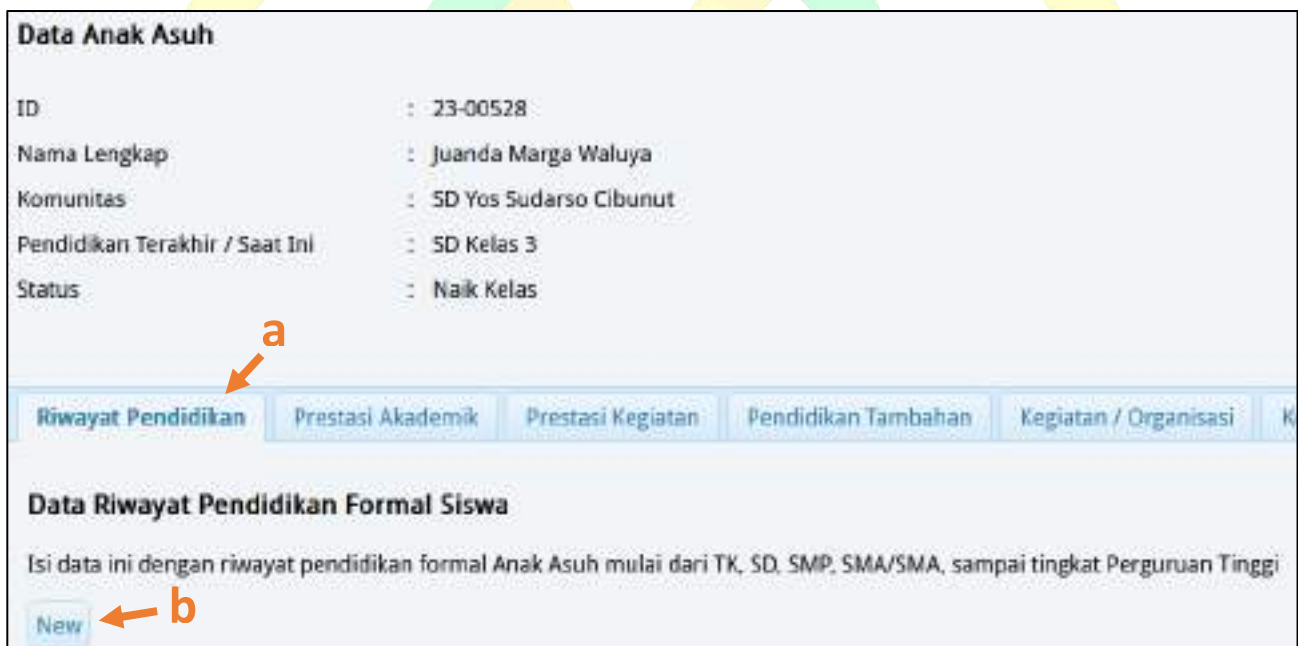 Data Anak Asuh
ID : 23-00528
Nama Lengkap : Juanda Marga Waluya
Komunitas : SD Yos Sudarso Cibunut
Pendidikan Terakhir / Saat Ini : SD Kelas 3
Status : Naik Kelas
a
Riwayat Pendidikan Prestasi Akademik Prestasi Kegiatan Pendidikan Tambahan Kegiatan / Organisasi
Data Riwayat Pendidikan Formal Siswa
Isi data ini dengan riwayat pendidikan formal Anak Asuh mulai dari TK, SD, SMP, SMA/SMA, sampai tingkat Perguruan Tinggi
New b